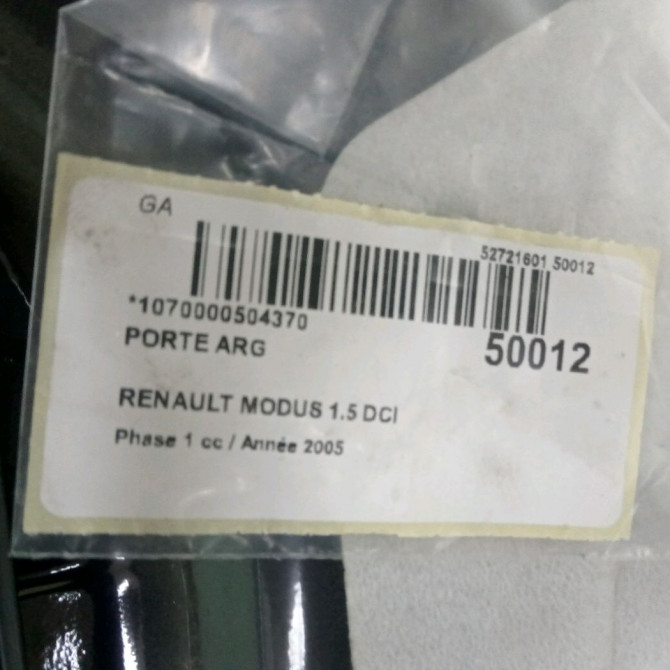 GA
52721601 50012
*1070000504370
PORTE ARG
50012
RENAULT MODUS 1.5 DCI
Phase 1 cc / Année 2005